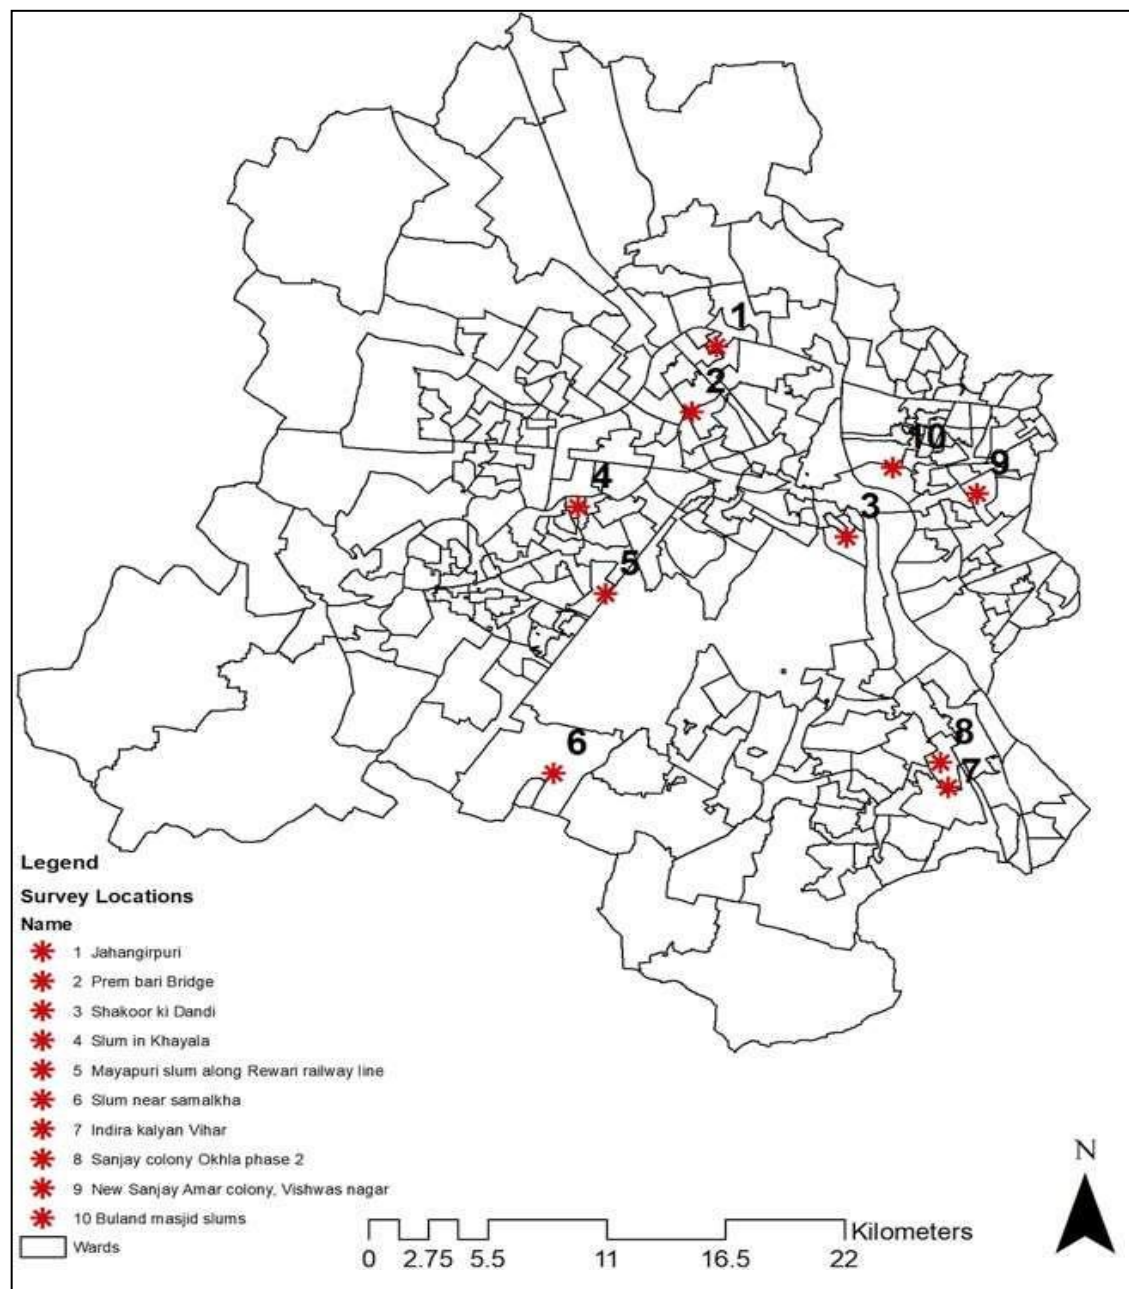 1
2
10
9
4
3
5
8
6
7
Legend
Survey Locations
Name
1 Jahangirpuri
2 Prem bari Bridge
3 Shakoor ki Dandi
4 Slum in Khayala
5 Mayapuri slum along Rewari railway line
6 Slum near samalkha
7 Indira kalyan Vihar
8 Sanjay colony Okhla phase 2
9 New Sanjay Amar colony, Vishwas nagar
10 Buland masjid slums
Wards
N
Kilometers
0 2.75 5.5 11 16.5 22